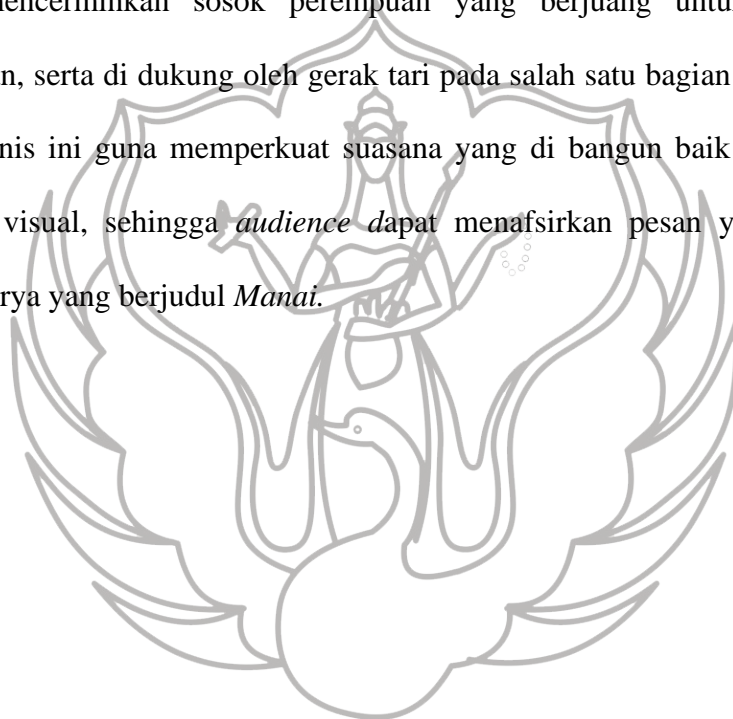 mencerminkan sosok perempuan yang berjuang
serta di dukung oleh gerak tari pada salah satu bagian
ini guna memperkuat suasana yang di bangun baik
visual, sehingga audience dapat menafsirkan pesan
yang berjudul Manai.